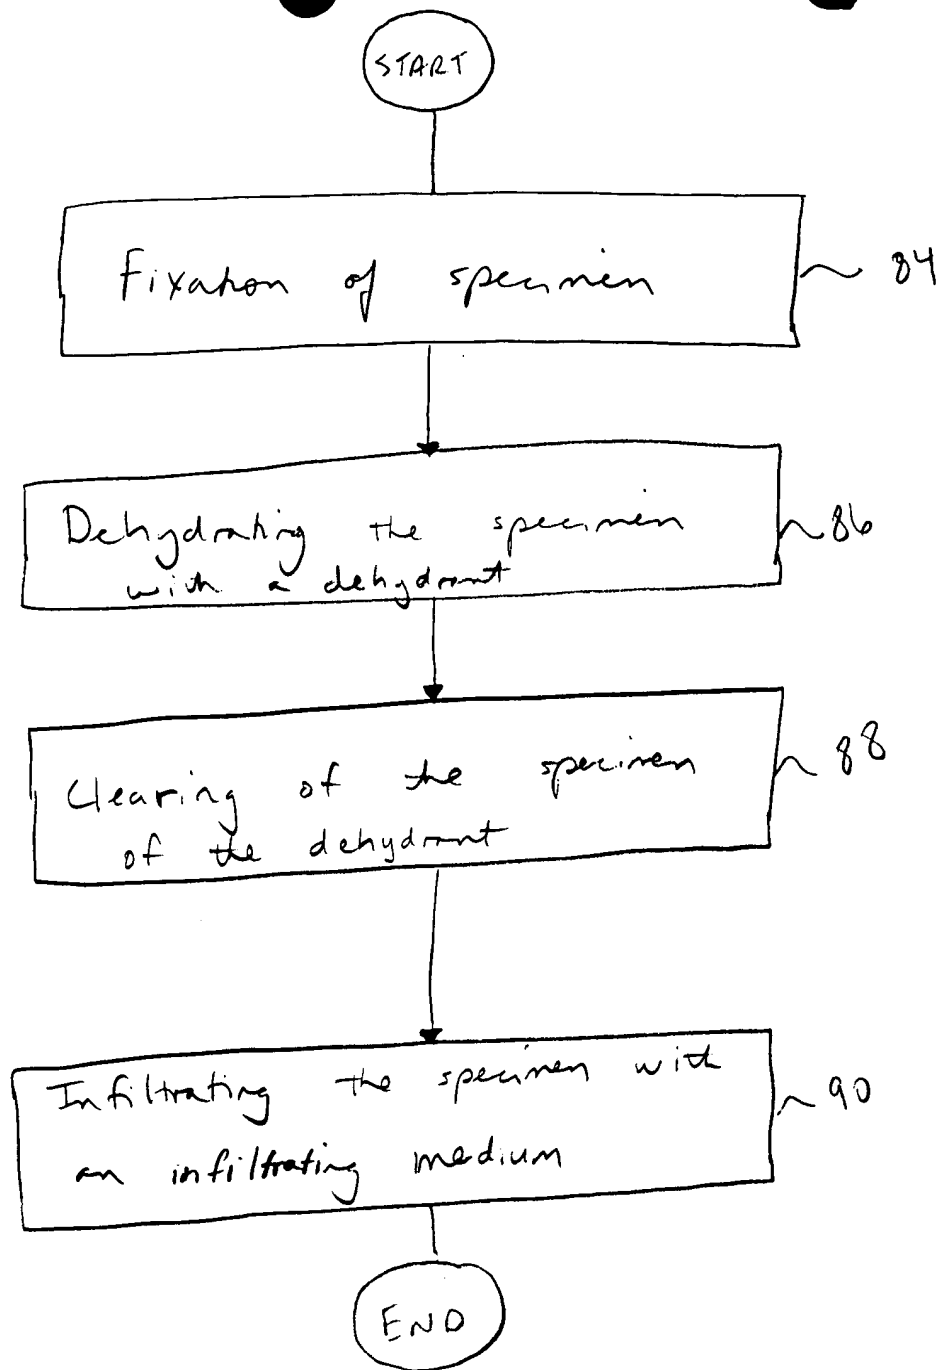 START
Fixation of specimen
84
Dehydrating the specimen
with a dehydrant
86
Clearing of the specimen
of the dehydrant
88
Infiltrating the specimen with
an infiltrating medium
90
END